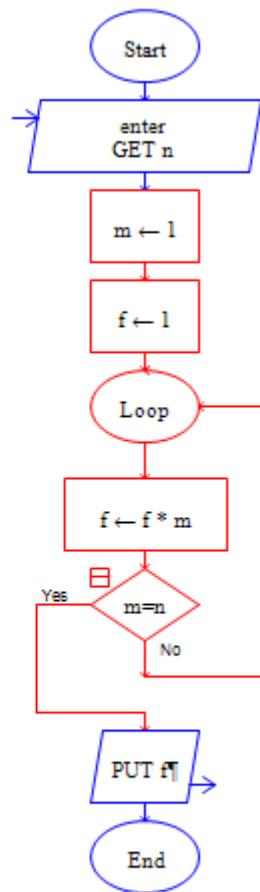 Start
enter
GET n
m ← 1
f ← 1
Loop
f ← f * m
Yes
m=n
No
PUT f¶
End